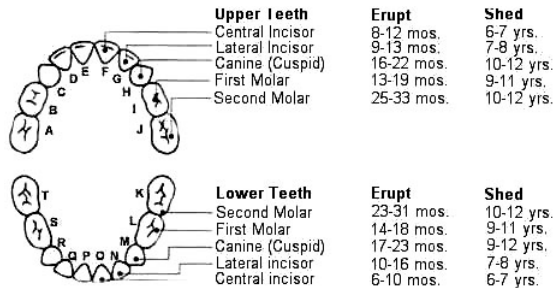 Upper Teeth Erupt Shed
Central Incisor 8-12 mos. 6-7 yrs.
Lateral Incisor 9-13 mos. 7-8 yrs.
Canine (Cuspid) 16-22 mos. 10-12 yrs.
First Molar 13-19 mos. 9-11 yrs.
Second Molar 25-33 mos. 10-12 yrs.
A B C D E F G H I J
T S R Q P O N M L K
Lower Teeth Erupt Shed
Second Molar 23-31 mos. 10-12 yrs.
First Molar 14-18 mos. 9-11 yrs.
Canine (Cuspid) 17-23 mos. 9-12 yrs.
Lateral incisor 10-16 mos. 7-8 yrs.
Central incisor 6-10 mos. 6-7 yrs.